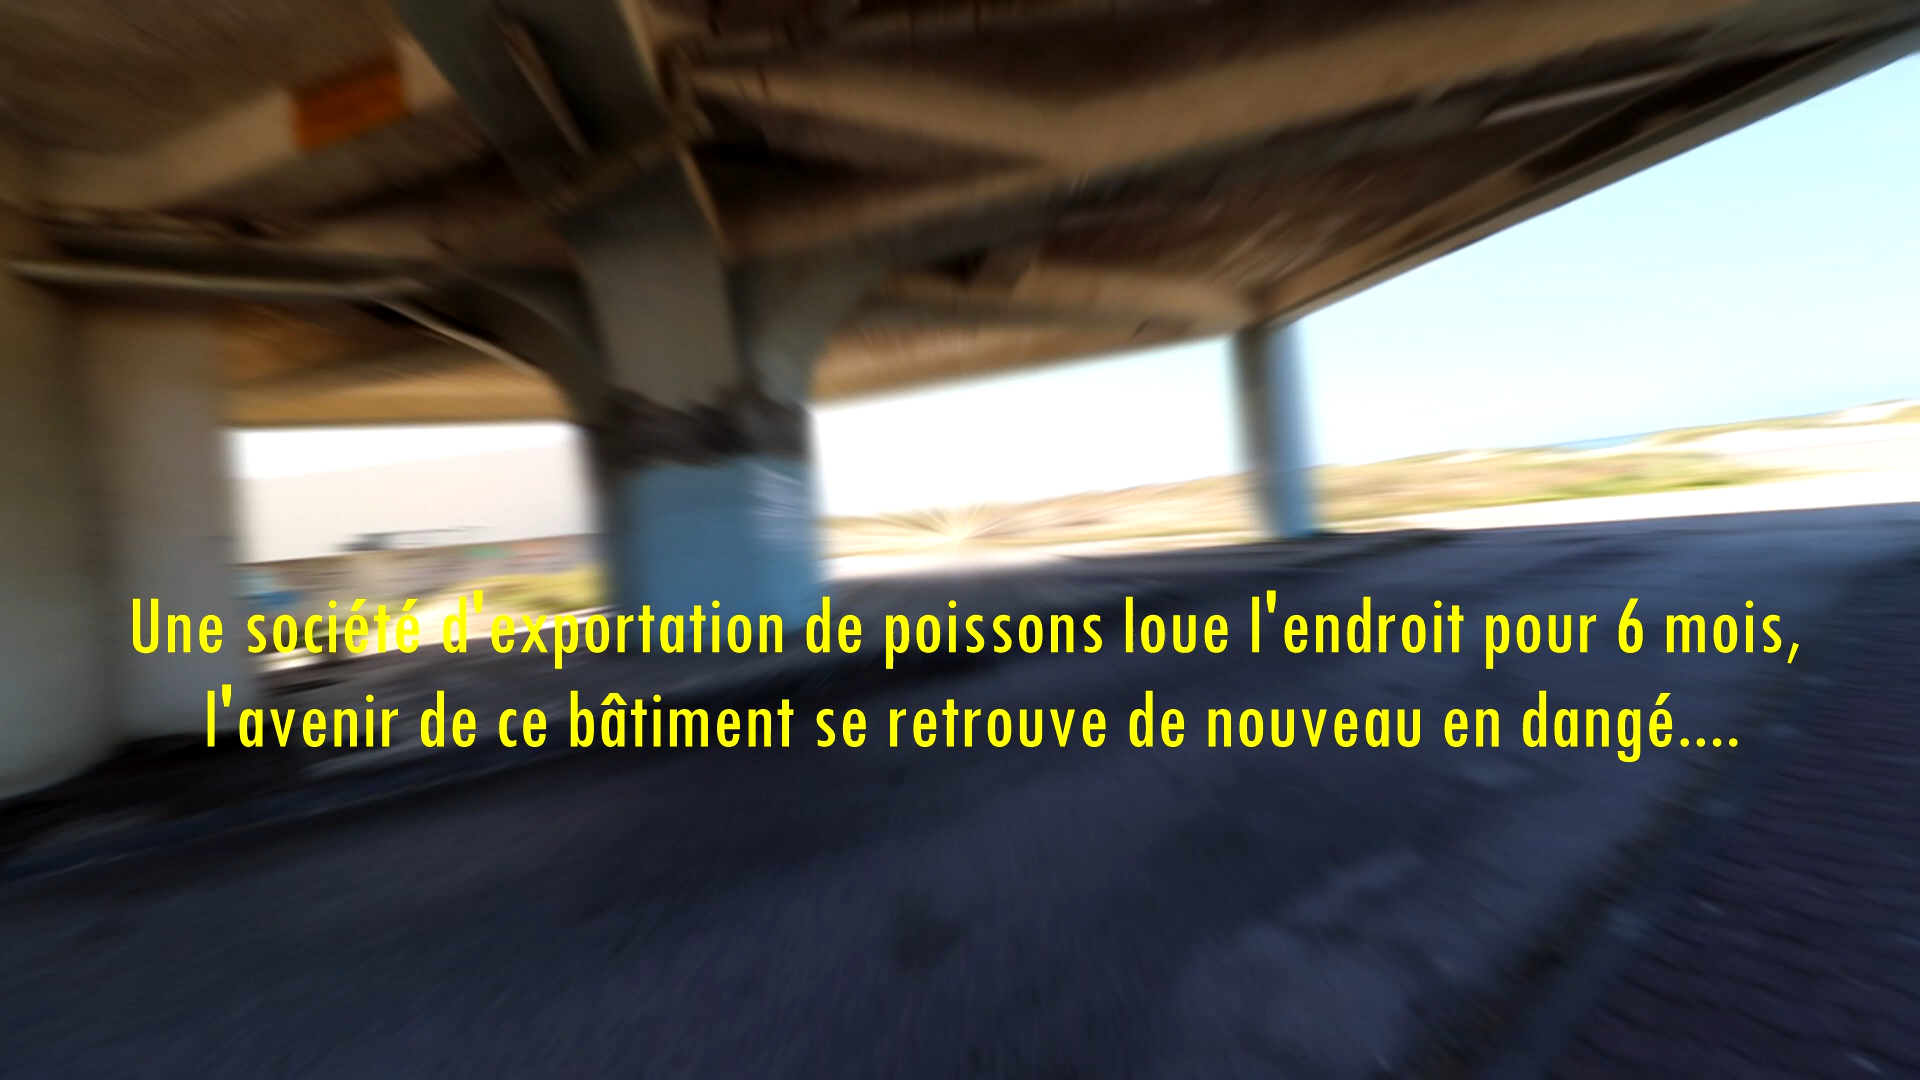 Une société d'exportation de poissons loue l'endroit pour 6 mois,
l'avenir de ce bâtiment se retrouve de nouveau en dangé....